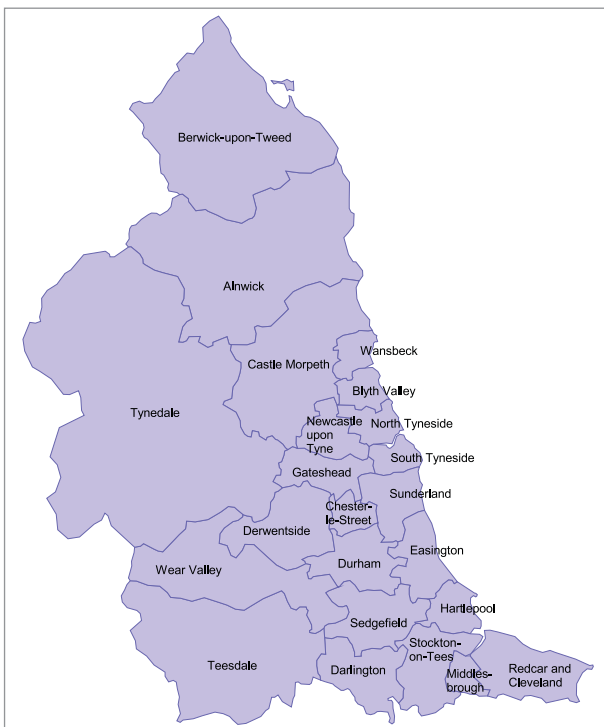 Berwick-upon-Tweed
Alnwick
Wansbeck
Castle Morpeth
Blyth Valley
Tynedale
Newcastle
upon
Tyne
North Tyneside
South Tyneside
Gateshead
Sunderland
Chester-
le-Street
Derwentside
Easington
Durham
Wear Valley
Hartlepool
Sedgefield
Stockton-
on-Tees
Teesdale
Darlington
Middles-
brough
Redcar and
Cleveland